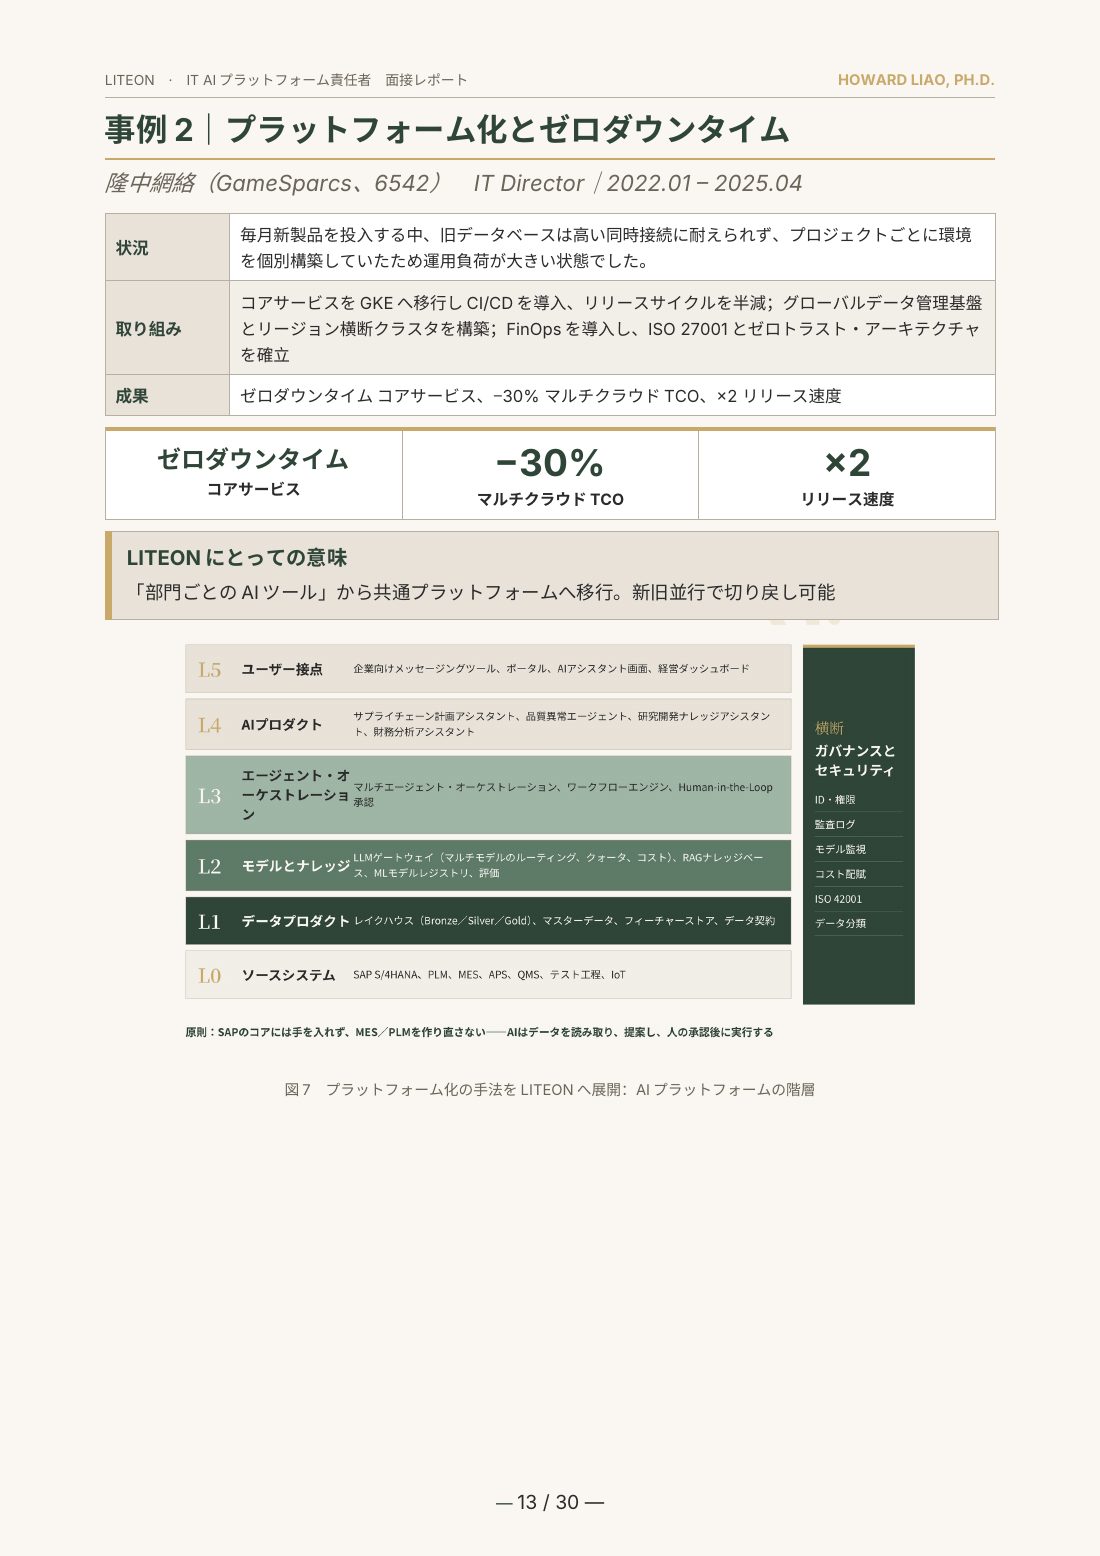 LITEON · IT AI プラットフォーム責任者 面接レポート
HOWARD LIAO, PH.D.
事例 2｜プラットフォーム化とゼロダウンタイム
隆中網絡（GameSparcs、6542） IT Director｜2022.01 – 2025.04
状況
毎月新製品を投入する中、旧データベースは高い同時接続に耐えられず、プロジェクトごとに環境
を個別構築していたため運用負荷が大きい状態でした。
取り組み
コアサービスを GKE へ移行し CI/CD を導入、リリースサイクルを半減；グローバルデータ管理基盤
とリージョン横断クラスタを構築；FinOps を導入し、ISO 27001 とゼロトラスト・アーキテクチャ
を確立
成果
ゼロダウンタイム コアサービス、−30% マルチクラウド TCO、×2 リリース速度
ゼロダウンタイム
コアサービス
−30%
マルチクラウド TCO
×2
リリース速度
LITEON にとっての意味
「部門ごとの AI ツール」から共通プラットフォームへ移行。新旧並行で切り戻し可能
L5
ユーザー接点
企業向けメッセージングツール、ポータル、AIアシスタント画面、経営ダッシュボード
L4
AIプロダクト
サプライチェーン計画アシスタント、品質異常エージェント、研究開発ナレッジアシスタン
ト、財務分析アシスタント
L3
エージェント・オ
ーケストレーショ
ン
マルチエージェント・オーケストレーション、ワークフローエンジン、Human-in-the-Loop
承認
L2
モデルとナレッジ
LLMゲートウェイ（マルチモデルのルーティング、クォータ、コスト）、RAGナレッジベー
ス、MLモデルレジストリ、評価
L1
データプロダクト
レイクハウス（Bronze／Silver／Gold）、マスターデータ、フィーチャーストア、データ契約
L0
ソースシステム
SAP S/4HANA、PLM、MES、APS、QMS、テスト工程、IoT
横断
ガバナンスと
セキュリティ
ID・権限
監査ログ
モデル監視
コスト配賦
ISO 42001
データ分類
原則：SAPのコアには手を入れず、MES／PLMを作り直さない──AIはデータを読み取り、提案し、人の承認後に実行する
図 7 プラットフォーム化の手法を LITEON へ展開：AI プラットフォームの階層
— 13 / 30 —